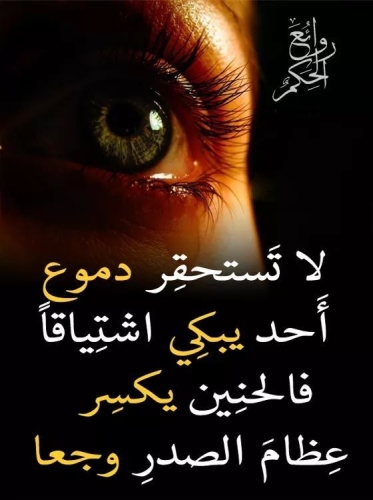 روائع
الحكم
لا تَستحقِر دموع
أَحد يبكِي اشتِياقاً
فالحنِين يكسِر
عِظامَ الصدرِ وجعا